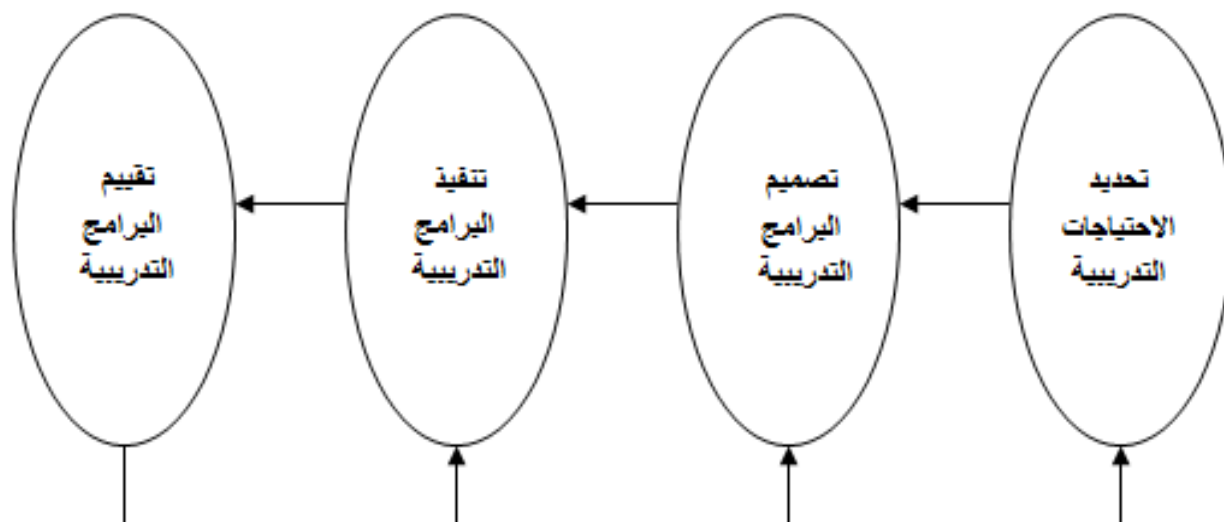 تحديد
الاحتياجات
التدريبية
تصميم
البرامج
التدريبية
تنفيذ
البرامج
التدريبية
تقييم
البرامج
التدريبية